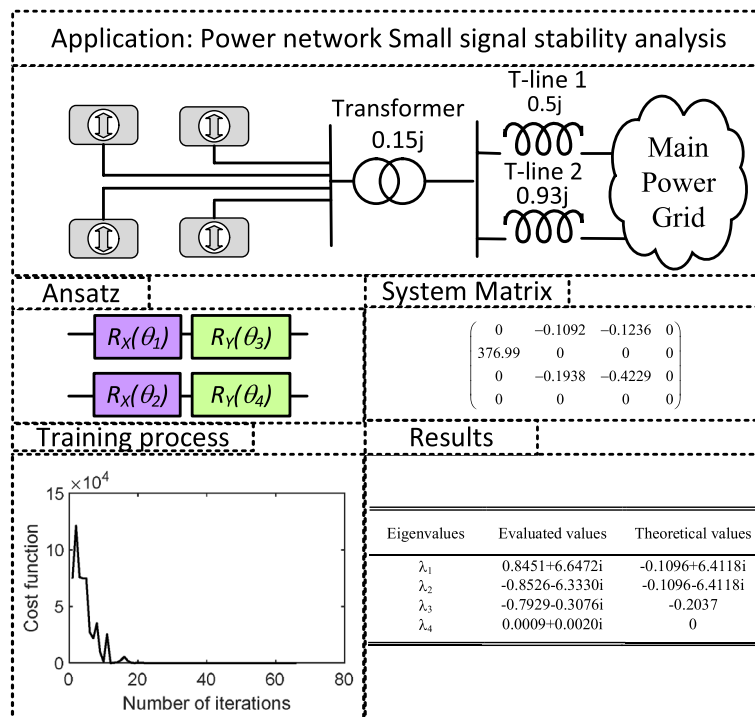 Application: Power network Small signal stability analysis
Transformer
0.15j
T-line 1
0.5j
T-line 2
0.93j
Main
Power
Grid
Ansatz
R_X(θ_1) R_Y(θ_3)
R_X(θ_2) R_Y(θ_4)
System Matrix
0 −0.1092 −0.1236 0
376.99 0 0 0
0 −0.1938 −0.4229 0
0 0 0 0
Training process
×10^4
15
10
5
0
0 20 40 60 80
Cost function
Number of iterations
Results
Eigenvalues Evaluated values Theoretical values
λ_1 0.8451+6.6472i -0.1096+6.4118i
λ_2 -0.8526-6.3330i -0.1096-6.4118i
λ_3 -0.7929-0.3076i -0.2037
λ_4 0.0009+0.0020i 0